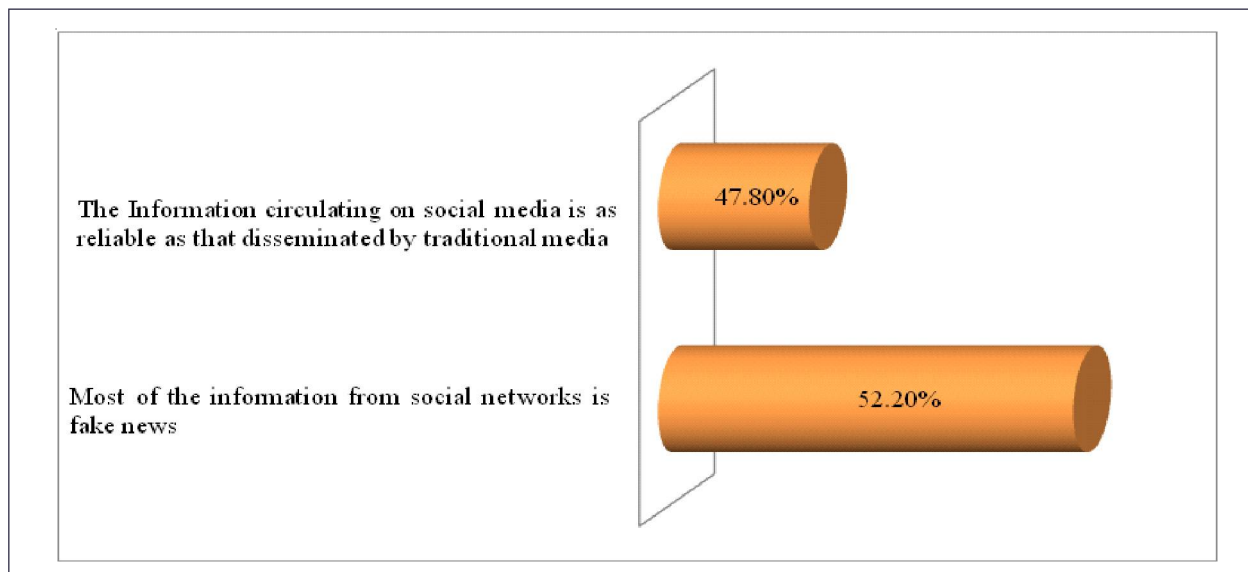 The Information circulating on social media is as
reliable as that disseminated by traditional media
47.80%
Most of the information from social networks is
fake news
52.20%